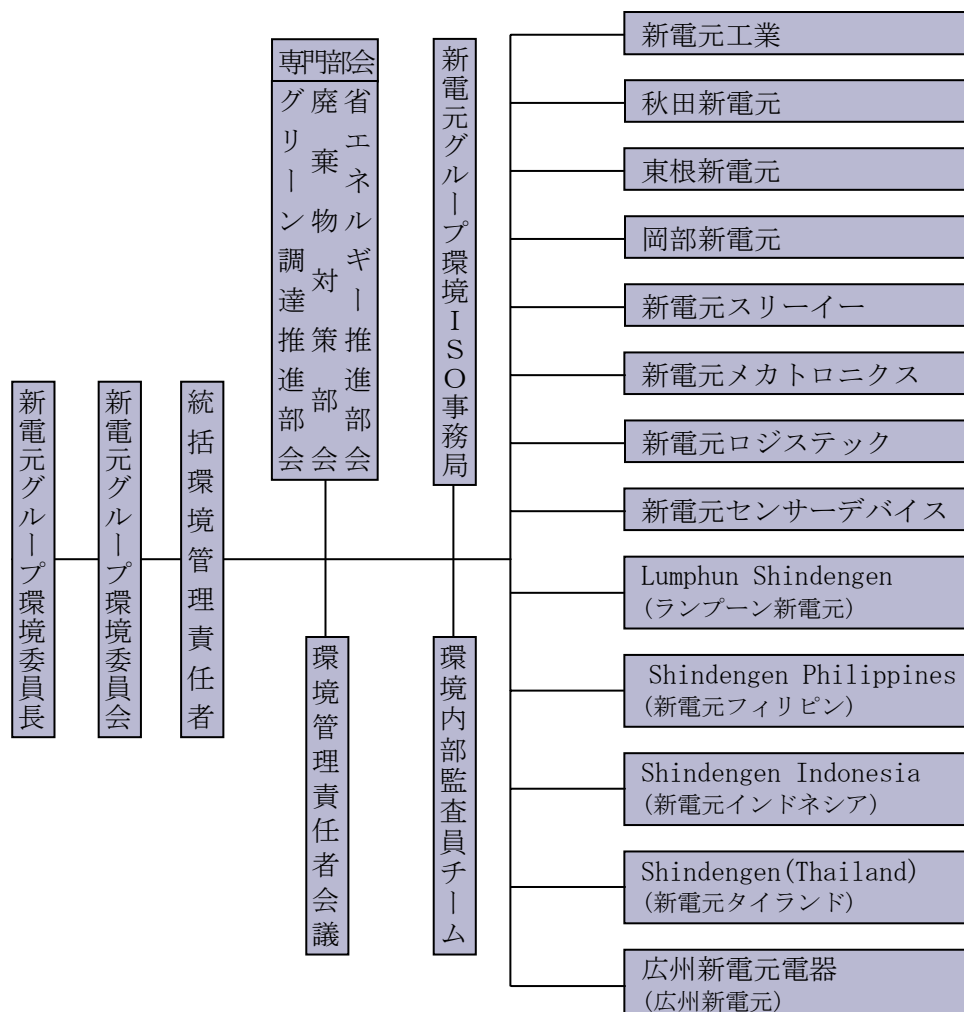 新電元グループ環境委員長
新電元グループ環境委員会
統括環境管理責任者
専門部会
省エネルギー推進部会
廃棄物対策部会
グリーン調達推進部会
新電元グループ環境ISO事務局
環境管理責任者会議
環境内部監査員チーム
新電元工業
秋田新電元
東根新電元
岡部新電元
新電元スリーイー
新電元メカトロニクス
新電元ロジステック
新電元センサーデバイス
Lumphun Shindengen
(ランプーン新電元)
Shindengen Philippines
(新電元フィリピン)
Shindengen Indonesia
(新電元インドネシア)
Shindengen(Thailand)
(新電元タイランド)
広州新電元電器
(広州新電元)